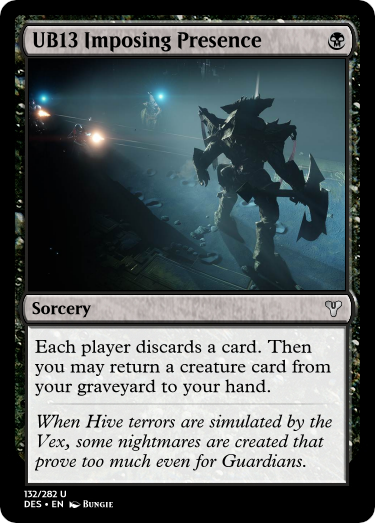 UB13 Imposing Presence
Sorcery
Each player discards a card. Then
you may return a creature card from
your graveyard to your hand.
When Hive terrors are simulated by the
Vex, some nightmares are created that
prove too much even for Guardians.
132/282 U
DES • EN BUNGIE